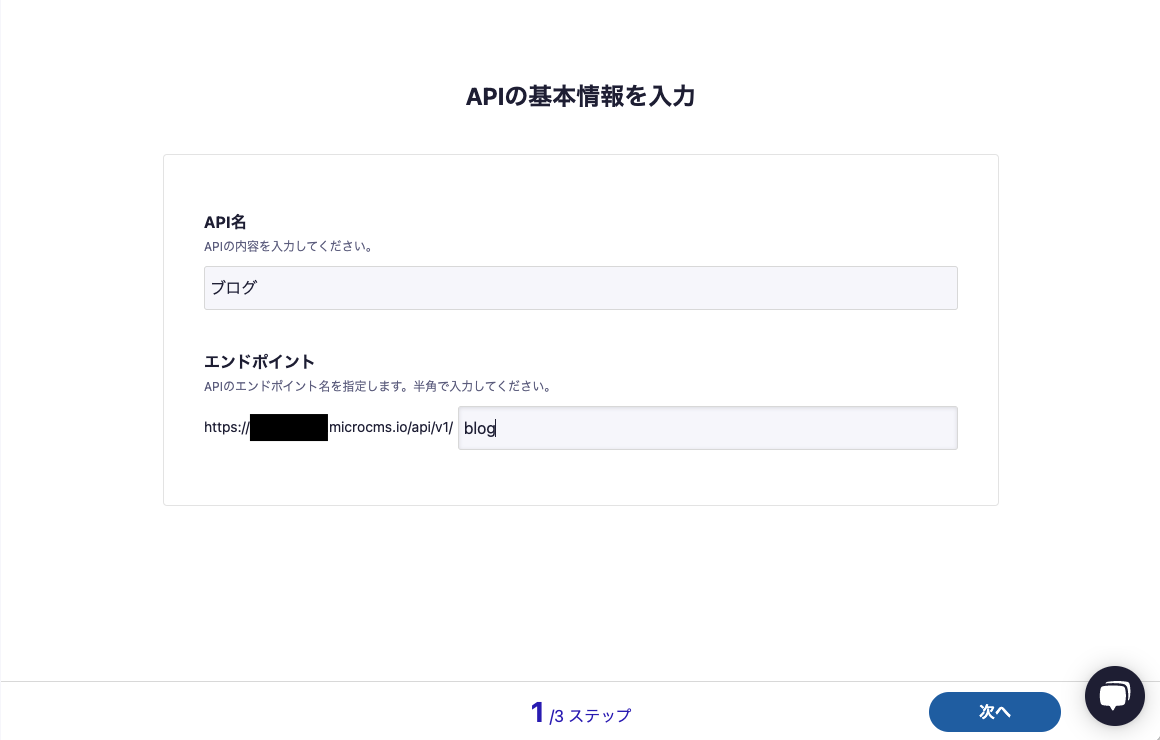 APIの基本情報を入力
API名
APIの内容を入力してください。
ブログ
エンドポイント
APIのエンドポイント名を指定します。半角で入力してください。
https:// microcms.io/api/v1/ blog
1 /3 ステップ
次へ